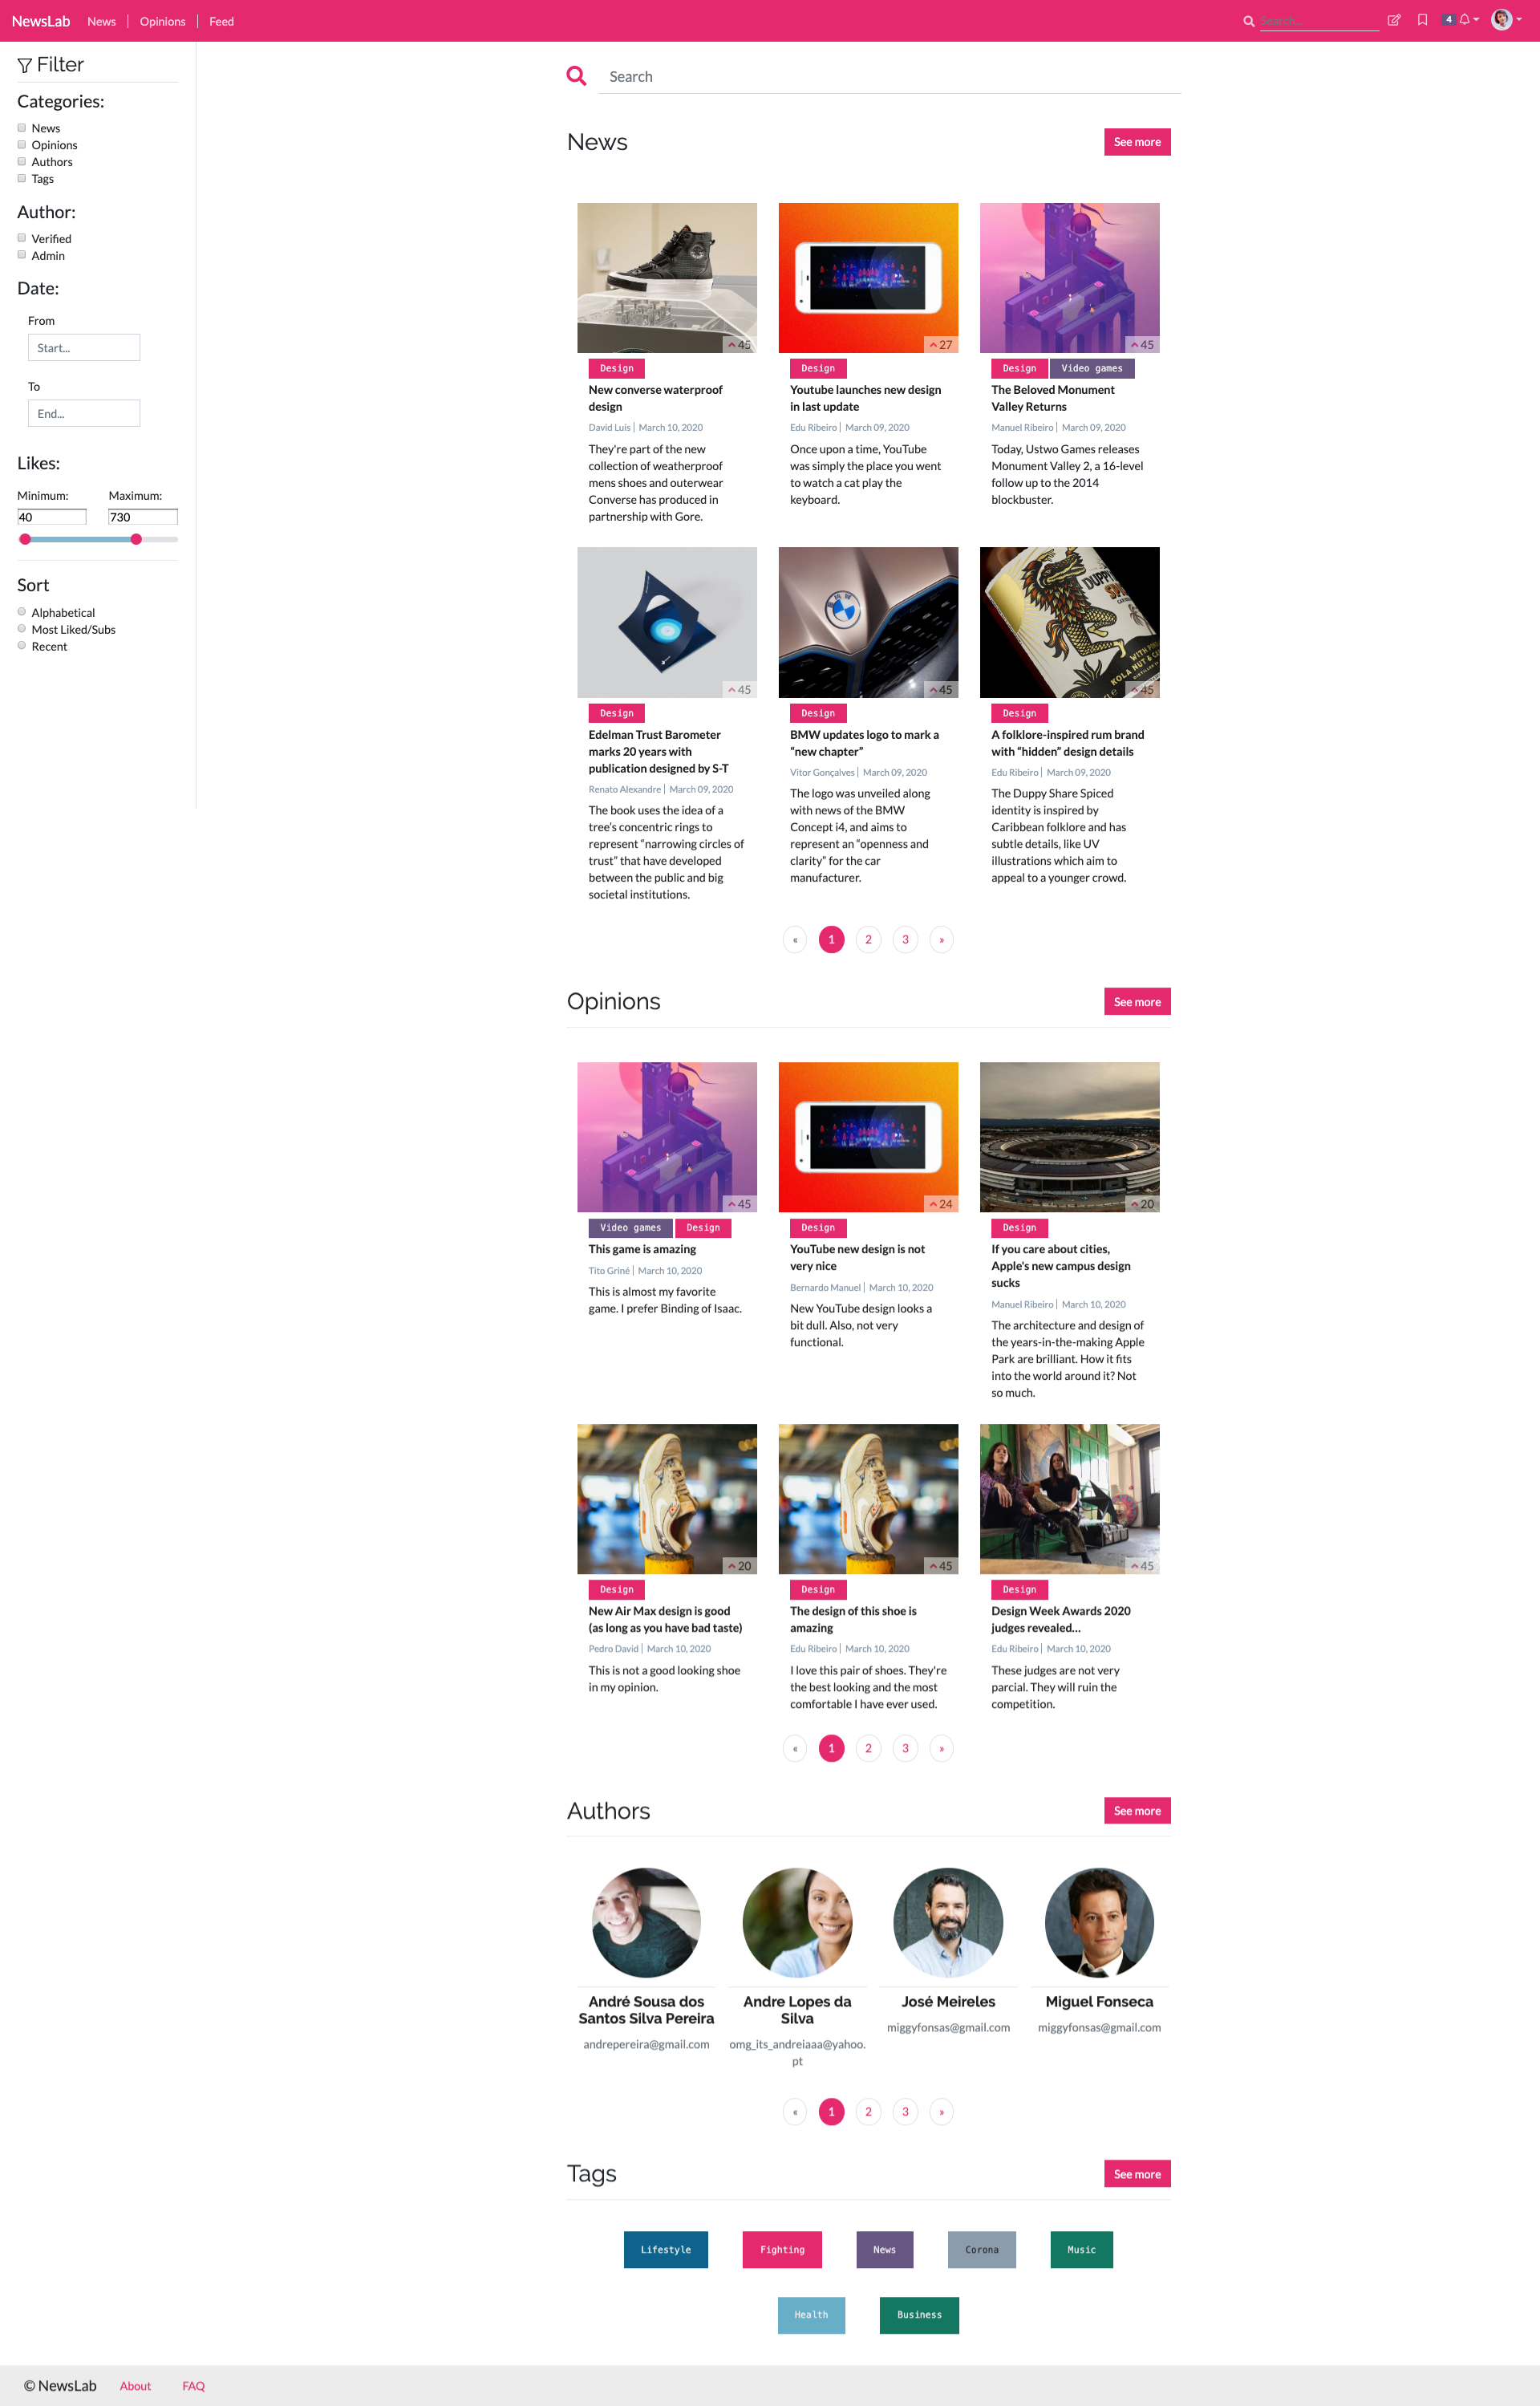 NewsLab News Opinions Feed Search... 4
Filter
Categories:
News
Opinions
Authors
Tags
Author:
Verified
Admin
Date:
From
Start...
To
End...
Likes:
Minimum: Maximum:
40 730
Sort
Alphabetical
Most Liked/Subs
Recent
Search
News See more
45
Design
New converse waterproof
design
David Luis | March 10, 2020
They're part of the new
collection of weatherproof
mens shoes and outerwear
Converse has produced in
partnership with Gore.
27
Design
Youtube launches new design
in last update
Edu Ribeiro | March 09, 2020
Once upon a time, YouTube
was simply the place you went
to watch a cat play the
keyboard.
45
Design Video games
The Beloved Monument
Valley Returns
Manuel Ribeiro | March 09, 2020
Today, Ustwo Games releases
Monument Valley 2, a 16-level
follow up to the 2014
blockbuster.
45
Design
Edelman Trust Barometer
marks 20 years with
publication designed by S-T
Renato Alexandre | March 09, 2020
The book uses the idea of a
tree's concentric rings to
represent “narrowing circles of
trust” that have developed
between the public and big
societal institutions.
BMW
45
Design
BMW updates logo to mark a
“new chapter”
Vitor Gonçalves | March 09, 2020
The logo was unveiled along
with news of the BMW
Concept i4, and aims to
represent an “openness and
clarity” for the car
manufacturer.
DUPPY
KOLA NUT &
45
Design
A folklore-inspired rum brand
with “hidden” design details
Edu Ribeiro | March 09, 2020
The Duppy Share Spiced
identity is inspired by
Caribbean folklore and has
subtle details, like UV
illustrations which aim to
appeal to a younger crowd.
« 1 2 3 »
Opinions See more
45
Video games Design
This game is amazing
Tito Griné | March 10, 2020
This is almost my favorite
game. I prefer Binding of Isaac.
24
Design
YouTube new design is not
very nice
Bernardo Manuel | March 10, 2020
New YouTube design looks a
bit dull. Also, not very
functional.
20
Design
If you care about cities,
Apple's new campus design
sucks
Manuel Ribeiro | March 10, 2020
The architecture and design of
the years-in-the-making Apple
Park are brilliant. How it fits
into the world around it? Not
so much.
20
Design
New Air Max design is good
(as long as you have bad taste)
Pedro David | March 10, 2020
This is not a good looking shoe
in my opinion.
45
Design
The design of this shoe is
amazing
Edu Ribeiro | March 10, 2020
I love this pair of shoes. They're
the best looking and the most
comfortable I have ever used.
45
Design
Design Week Awards 2020
judges revealed...
Edu Ribeiro | March 10, 2020
These judges are not very
parcial. They will ruin the
competition.
« 1 2 3 »
Authors See more
André Sousa dos
Santos Silva Pereira
andrepereira@gmail.com
Andre Lopes da
Silva
omg_its_andreiaaa@yahoo.
pt
José Meireles
miggyfonsas@gmail.com
Miguel Fonseca
miggyfonsas@gmail.com
« 1 2 3 »
Tags See more
Lifestyle Fighting News Corona Music
Health Business
© NewsLab About FAQ